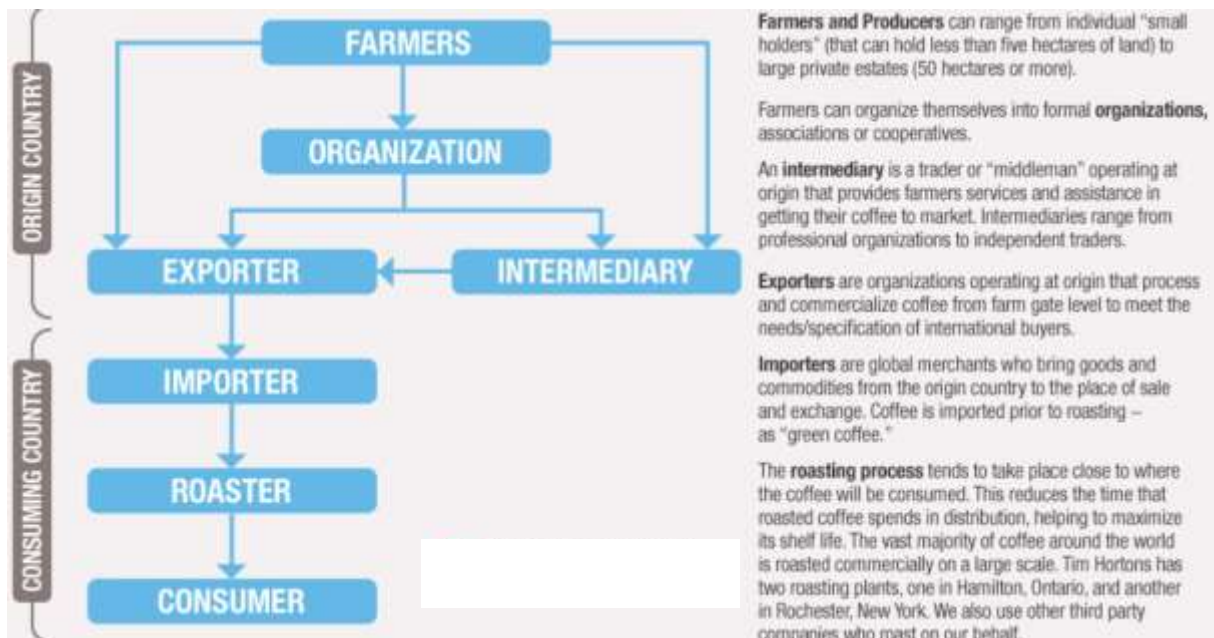 ORIGIN COUNTRY
FARMERS
ORGANIZATION
EXPORTER
INTERMEDIARY
CONSUMING COUNTRY
IMPORTER
ROASTER
CONSUMER
Farmers and Producers can range from individual “small
holders” (that can hold less than five hectares of land) to
large private estates (50 hectares or more).
Farmers can organize themselves into formal organizations,
associations or cooperatives.
An intermediary is a trader or “middleman” operating at
origin that provides farmers services and assistance in
getting their coffee to market. Intermediaries range from
professional organizations to independent traders.
Exporters are organizations operating at origin that process
and commercialize coffee from farm gate level to meet the
needs/specification of international buyers.
Importers are global merchants who bring goods and
commodities from the origin country to the place of sale
and exchange. Coffee is imported prior to roasting –
as “green coffee.”
The roasting process tends to take place close to where
the coffee will be consumed. This reduces the time that
roasted coffee spends in distribution, helping to maximize
its shelf life. The vast majority of coffee around the world
is roasted commercially on a large scale. Tim Hortons has
two roasting plants, one in Hamilton, Ontario, and another
in Rochester, New York. We also use other third party
companies who roast on our behalf.